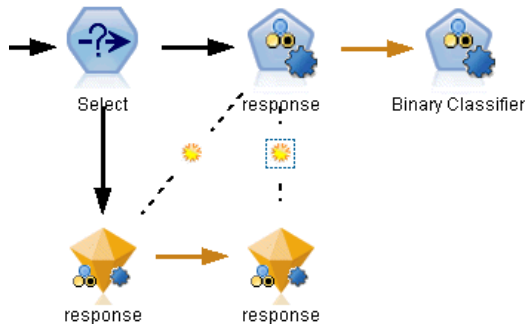 Select
response
Binary Classifier
response
response